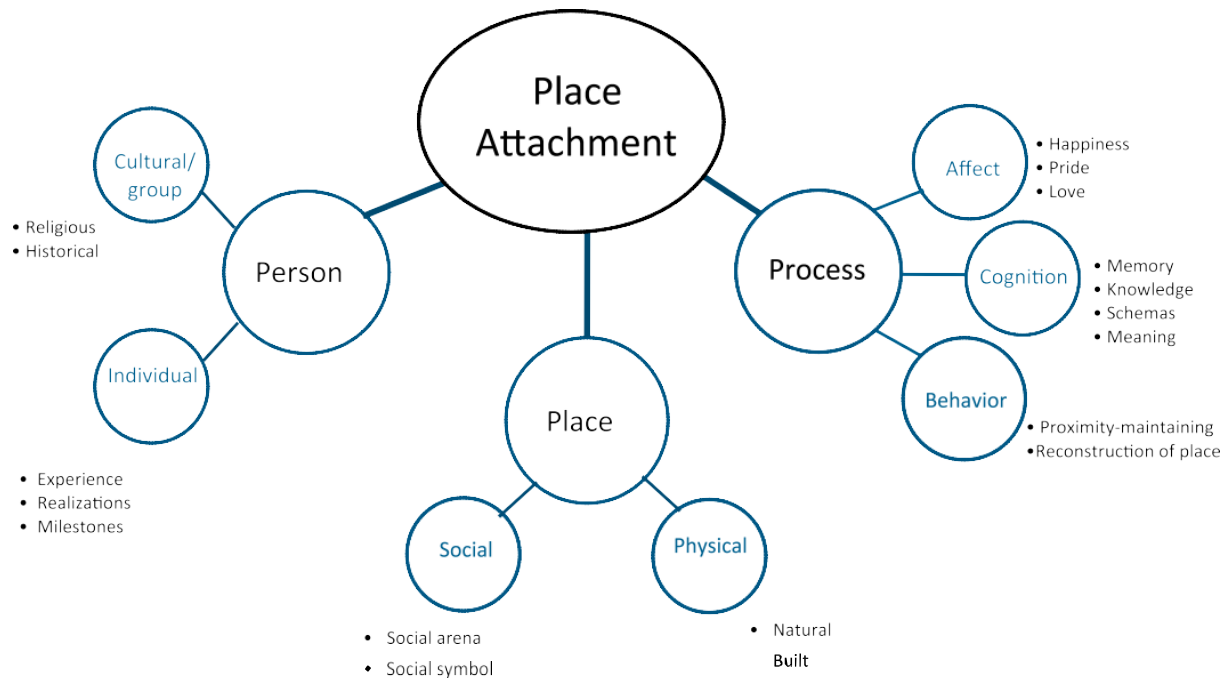 Place
Attachment
Cultural/
group
• Religious
• Historical
Person
Individual
• Experience
• Realizations
• Milestones
Place
Social
• Social arena
• Social symbol
Physical
• Natural
Built
Process
Affect
• Happiness
• Pride
• Love
Cognition
• Memory
• Knowledge
• Schemas
• Meaning
Behavior
• Proximity-maintaining
•Reconstruction of place